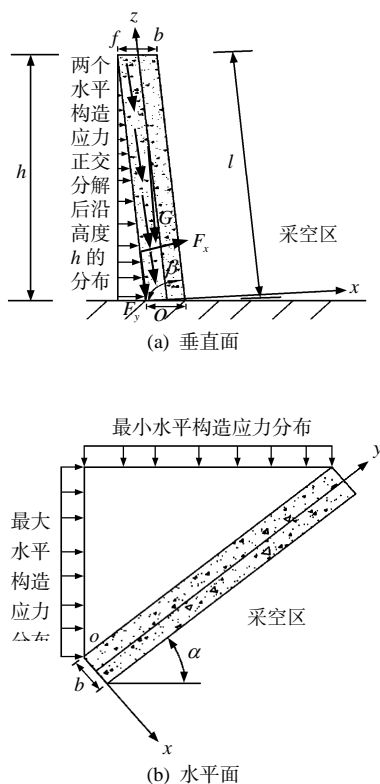 z
f b
两个
水平
构造
应力
正交
分解
后沿
高度
h 的
分布
h
l
G
F_x
β
采空区
x
F_y
O
(a) 垂直面
最小水平构造应力分布
y
最大
水平
构造
应力
分布
o
采空区
b
α
x
(b) 水平面